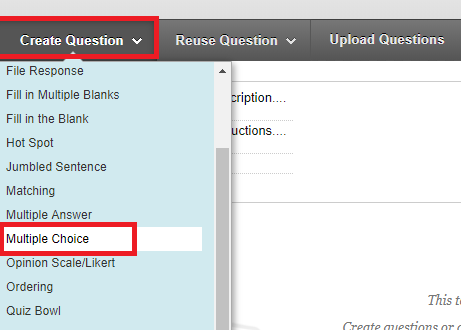 Create Question Reuse Question Upload Questions
File Response
Fill in Multiple Blanks
cription....
Fill in the Blank
Hot Spot
uctions....
Jumbled Sentence
Matching
Multiple Answer
Multiple Choice
Opinion Scale/Likert
Ordering
This t
Quiz Bowl
Create questions or